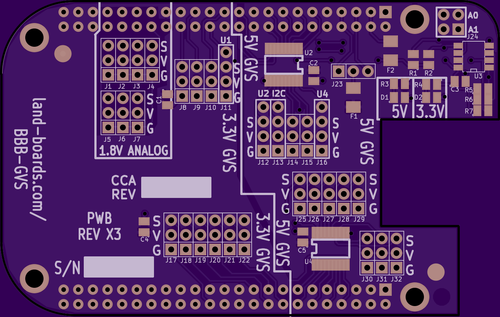 A0
A1
J24
U1
5V GVS
U2
U3
S
V
G
J1 J2 J3 J4
C1
S
V
G
J8 J9 J10 J11
C2
J23
F2
R1 R2
C3
R3
D1
R4
D2
R5
R6
R7
5V
3.3V
S
V
G
J5 J6 J7
1.8V ANALOG
3.3V GVS
U2 I2C
U4
F1
5V GVS
J12 J13 J14 J15 J16
land-boards.com/
BBB-GVS
CCA
REV
S
V
G
S
V
G
J25 J26 J27 J28 J29
PWB
REV X3
C4
S
V
G
J17 J18 J19 J20 J21 J22
3.3V GVS
5V GVS
C5
U4
S
V
G
J30 J31 J32
S/N